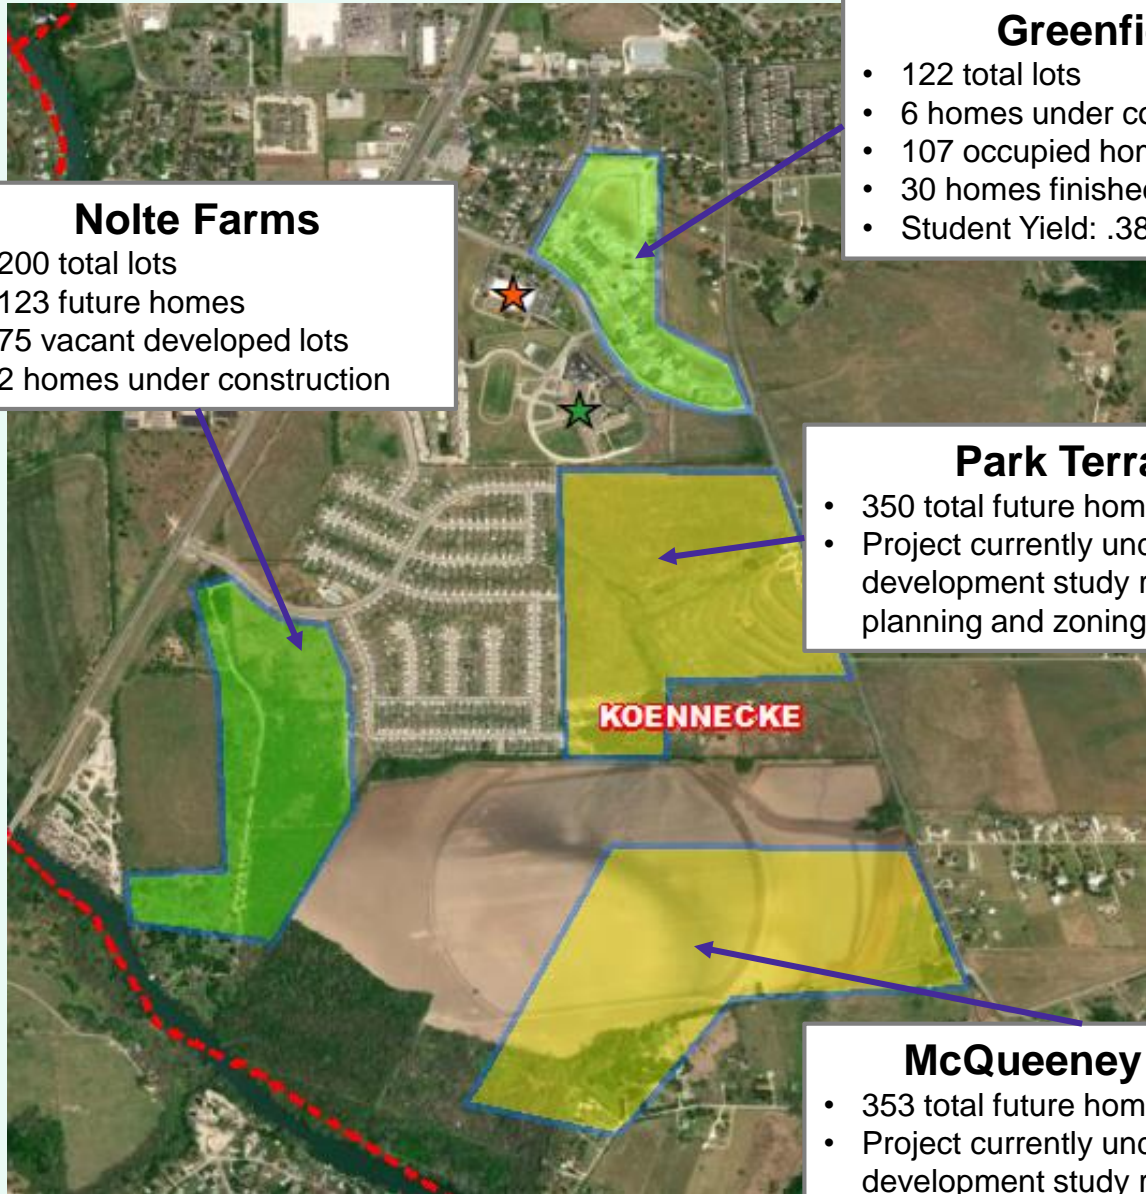 Greenfi
• 122 total lots
• 6 homes under co
• 107 occupied hom
• 30 homes finished
• Student Yield: .38
Nolte Farms
200 total lots
123 future homes
75 vacant developed lots
2 homes under construction
Park Terra
• 350 total future hom
• Project currently und
development study r
planning and zoning
KOENNECKE
McQueeney
• 353 total future hom
• Project currently und
development study r